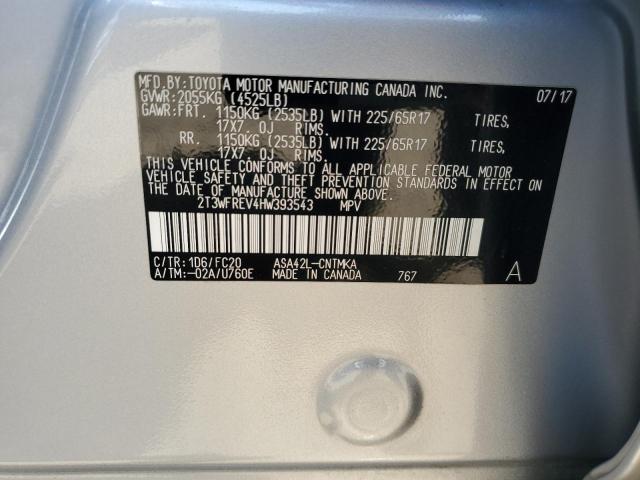 MFD.BY:TOYOTA MOTOR MANUFACTURING CANADA INC. 07/17
GVWR:2055KG (4525LB)
GAWR:FRT. 1150KG (2535LB) WITH 225/65R17 TIRES,
17X7. 0J RIMS.
RR. 1150KG (2535LB) WITH 225/65R17 TIRES,
17X7. 0J RIMS.
THIS VEHICLE CONFORMS TO ALL APPLICABLE FEDERAL MOTOR
VEHICLE SAFETY AND THEFT PREVENTION STANDARDS IN EFFECT
ON THE DATE OF MANUFACTURE SHOWN ABOVE.
2T3WFREV4HW393543 MPV
C/TR:1D6/FC20 ASA42L-CNTMKA
A/TM:-02A/U760E MADE IN CANADA 767 A